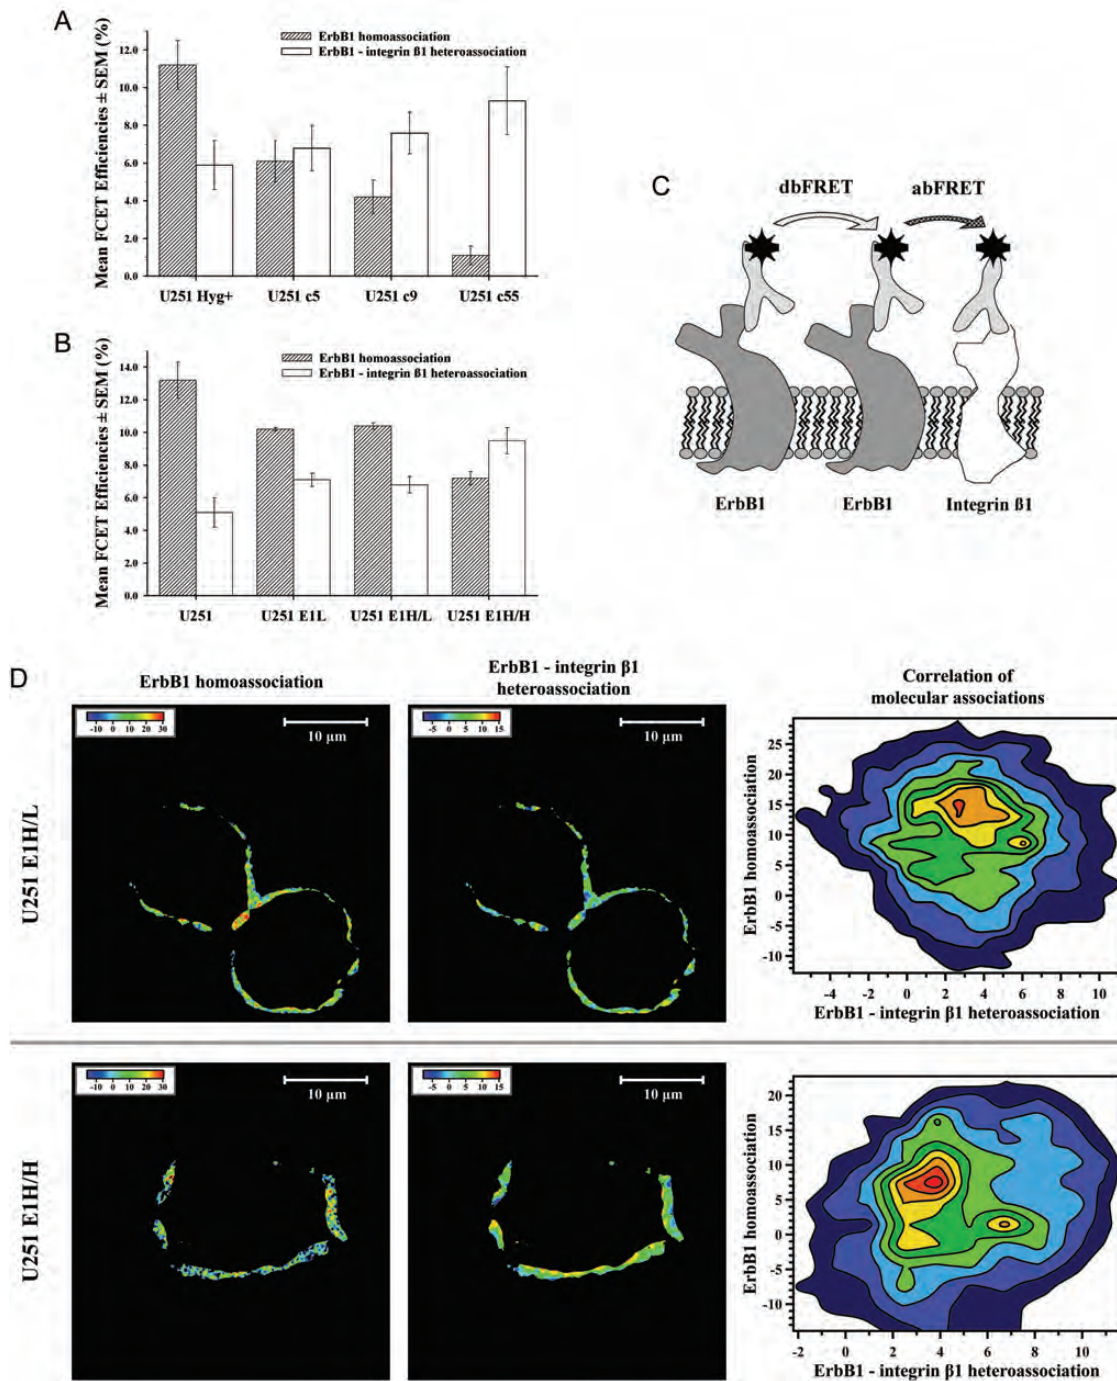 A
Mean FCET Efficiencies ± SEM (%)
12.0
10.0
8.0
6.0
4.0
2.0
0.0
ErbB1 homoassociation
ErbB1 - integrin ß1 heteroassociation
U251 Hyg+ U251 c5 U251 c9 U251 c55
B
Mean FCET Efficiencies ± SEM (%)
14.0
12.0
10.0
8.0
6.0
4.0
2.0
0.0
ErbB1 homoassociation
ErbB1 - integrin ß1 heteroassociation
U251 U251 E1L U251 E1H/L U251 E1H/H
C
dbFRET abFRET
ErbB1 ErbB1 Integrin ß1
D
ErbB1 homoassociation
ErbB1 - integrin β1
heteroassociation
Correlation of
molecular associations
U251 E1H/L
-10 0 10 20 30
10 µm
-5 0 5 10 15
10 µm
ErbB1 homoassociation
25
20
15
10
5
0
-5
-10
-4 -2 0 2 4 6 8 10
ErbB1 - integrin β1 heteroassociation
U251 E1H/H
-10 0 10 20 30
10 µm
-5 0 5 10 15
10 µm
ErbB1 homoassociation
20
15
10
5
0
-5
-10
-2 0 2 4 6 8 10
ErbB1 - integrin β1 heteroassociation